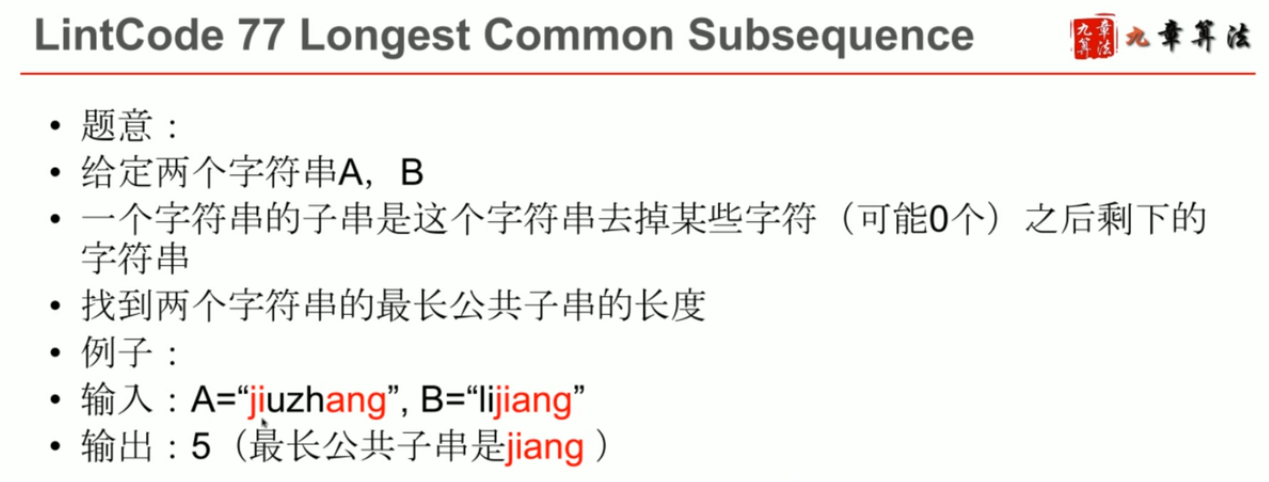 LintCode 77 Longest Common Subsequence
九章算法
九章算法
• 题意：
• 给定两个字符串A，B
• 一个字符串的子串是这个字符串去掉某些字符（可能0个）之后剩下的
字符串
• 找到两个字符串的最长公共子串的长度
• 例子：
• 输入：A=“jiuzhang”, B=“lijiang”
• 输出：5（最长公共子串是jiang ）